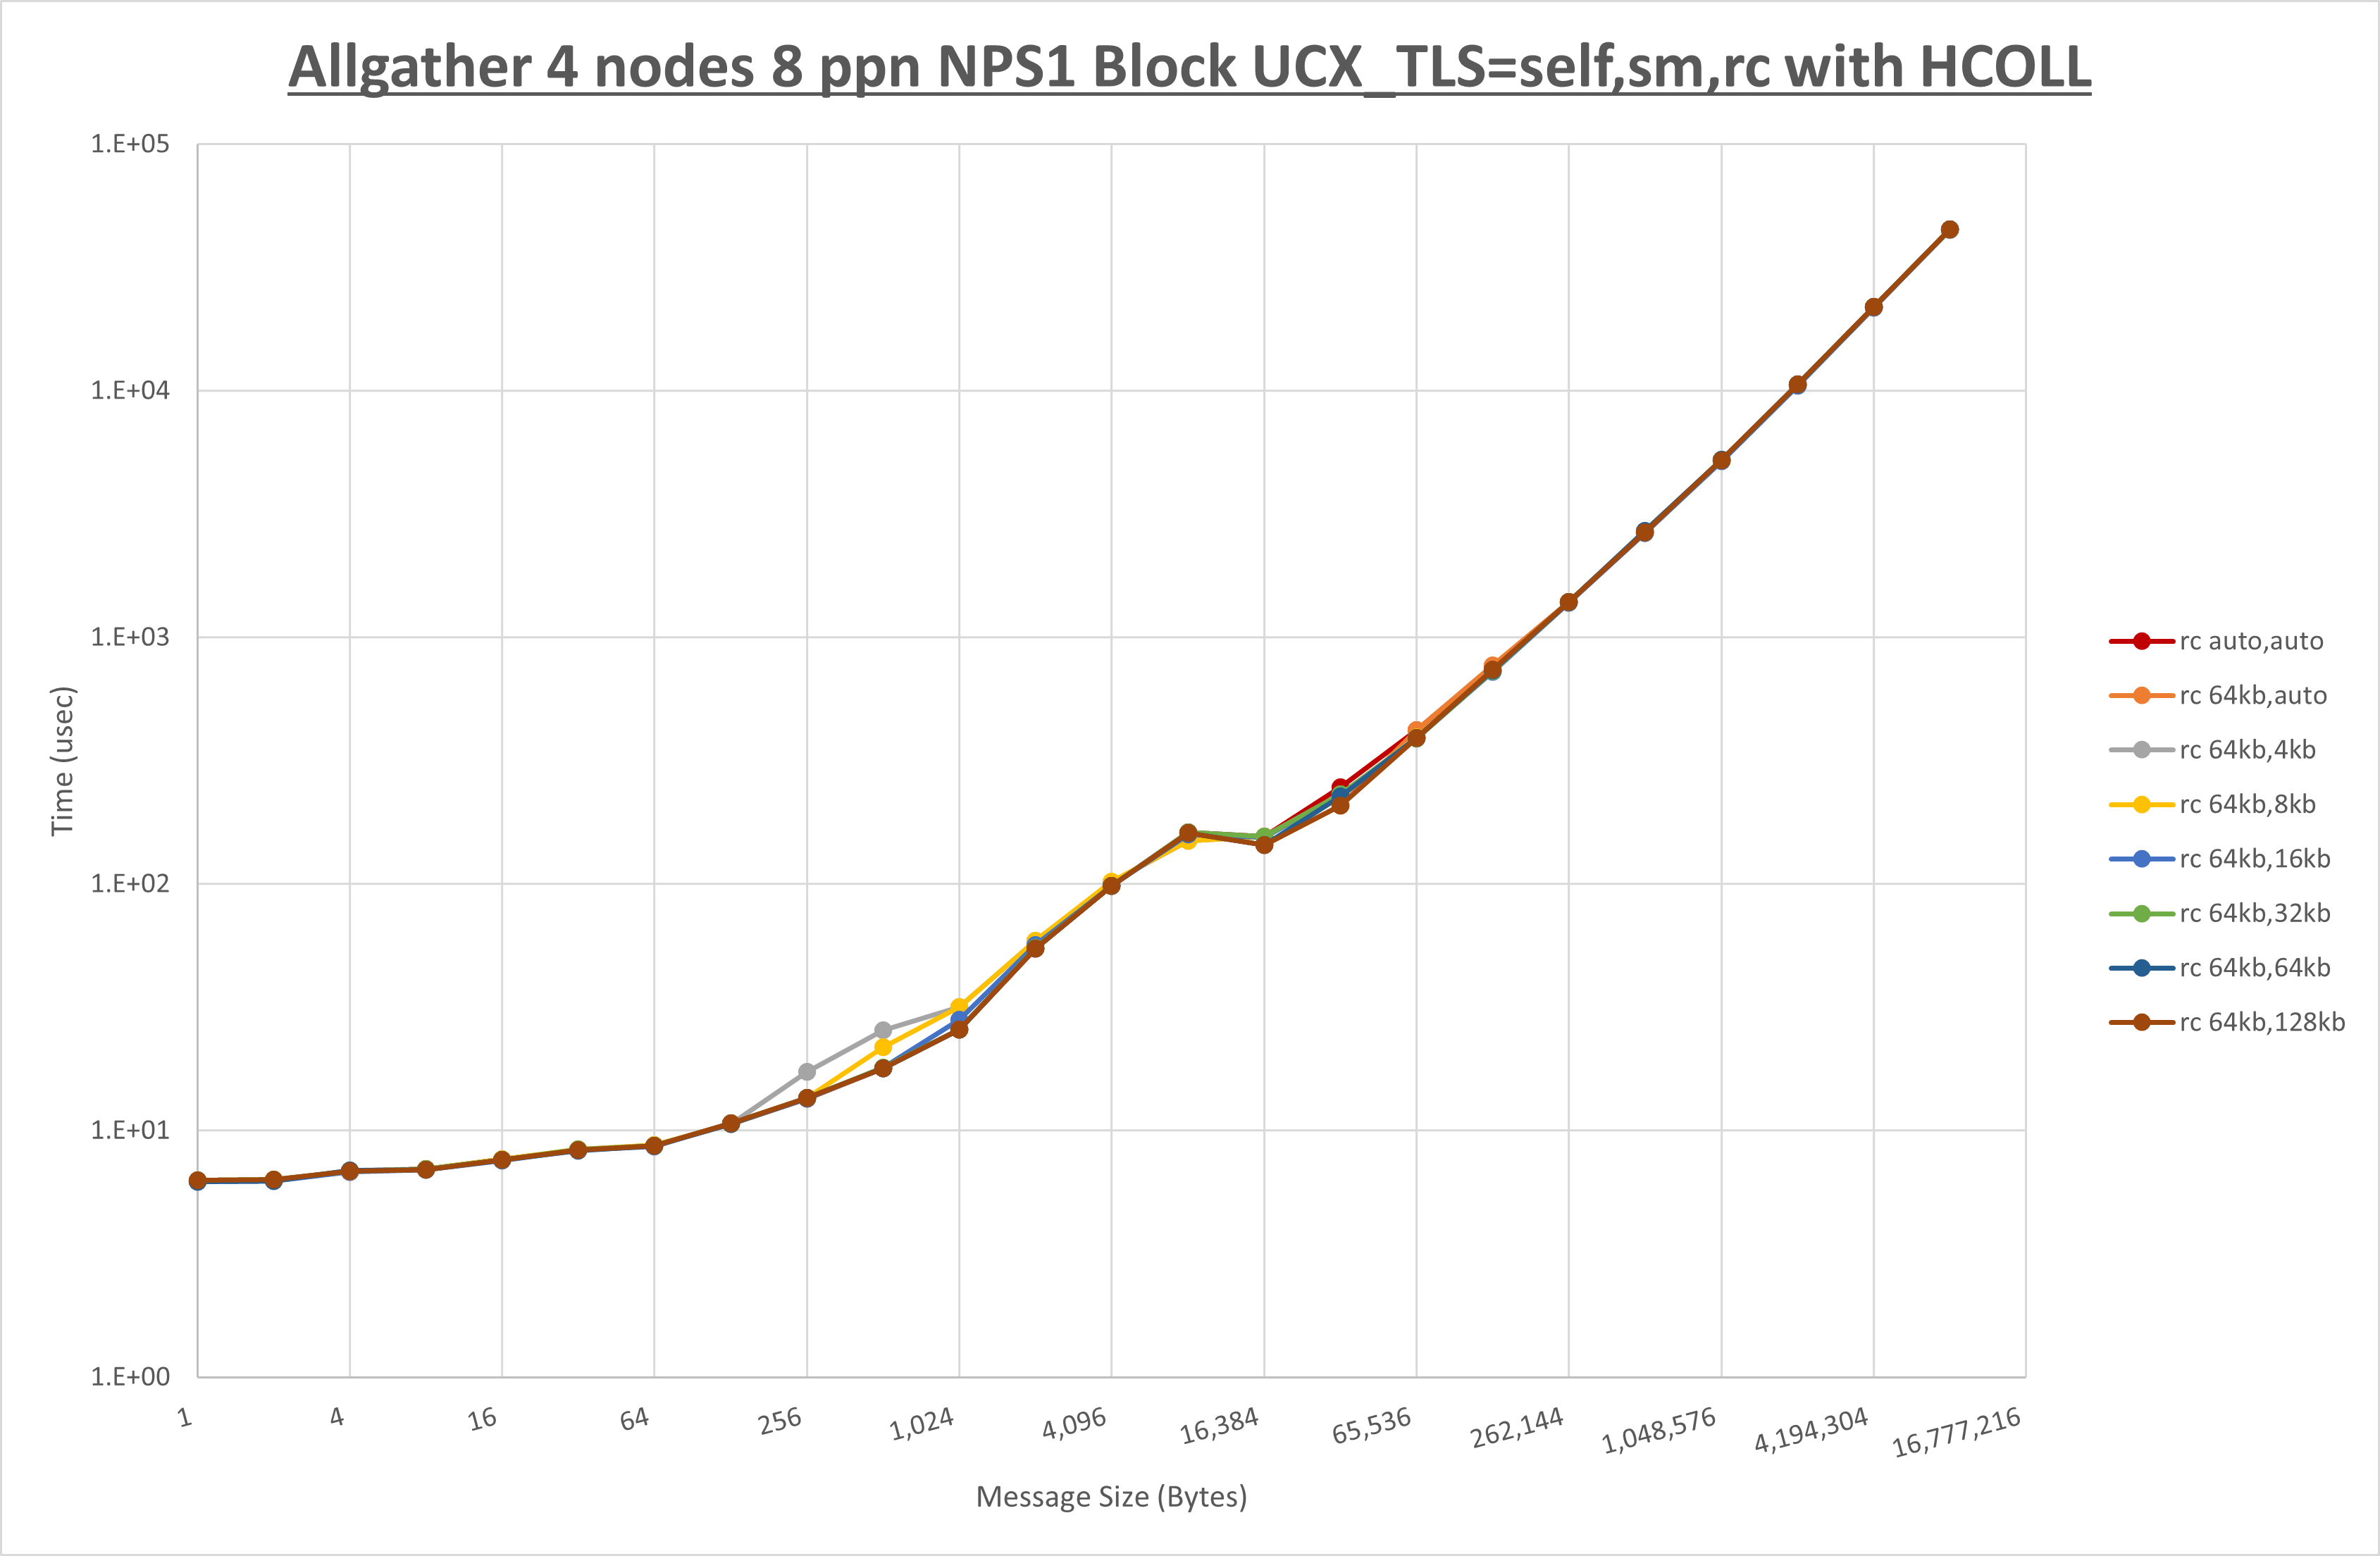 Allgather 4 nodes 8 ppn NPS1 Block UCX_TLS=self,sm,rc with HCOLL
1.E+05
1.E+04
1.E+03
1.E+02
1.E+01
1.E+00
Time (usec)
1
4
16
64
256
1,024
4,096
16,384
65,536
262,144
1,048,576
4,194,304
16,777,216
Message Size (Bytes)
rc auto,auto
rc 64kb,auto
rc 64kb,4kb
rc 64kb,8kb
rc 64kb,16kb
rc 64kb,32kb
rc 64kb,64kb
rc 64kb,128kb